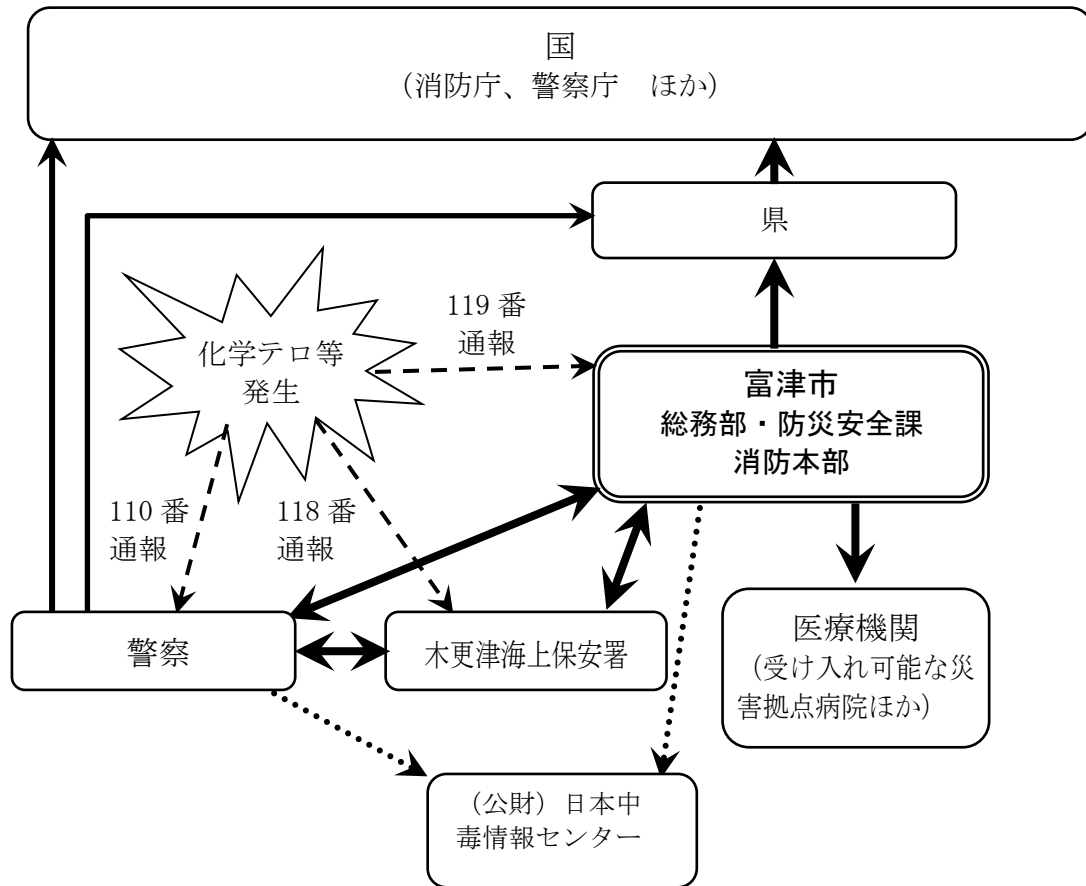 国
（消防庁、警察庁　ほか）
県
119 番
通報
化学テロ等
発生
富津市
総務部・防災安全課
消防本部
110 番
通報
118 番
通報
警察
木更津海上保安署
医療機関
（受け入れ可能な災
害拠点病院ほか）
（公財）日本中
毒情報センター